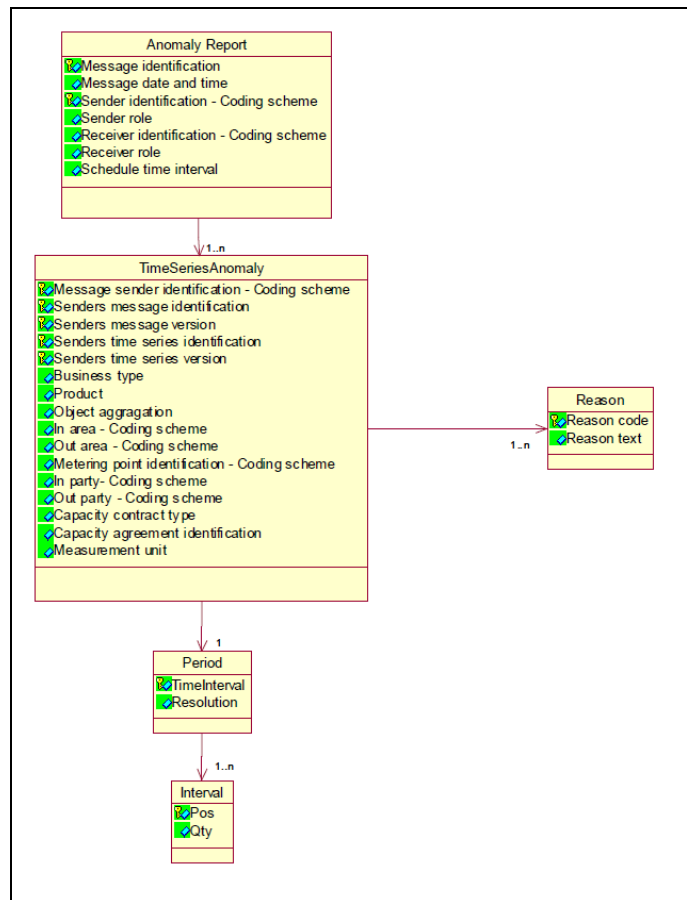 Anomaly Report
Message identification
Message date and time
Sender identification - Coding scheme
Sender role
Receiver identification - Coding scheme
Receiver role
Schedule time interval
1..n
TimeSeriesAnomaly
Message sender identification - Coding scheme
Senders message identification
Senders message version
Senders time series identification
Senders time series version
Business type
Product
Object aggragation
In area - Coding scheme
Out area - Coding scheme
Metering point identification - Coding scheme
In party- Coding scheme
Out party - Coding scheme
Capacity contract type
Capacity agreement identification
Measurement unit
1..n
Reason
Reason code
Reason text
1
Period
TimeInterval
Resolution
1..n
Interval
Pos
Qty